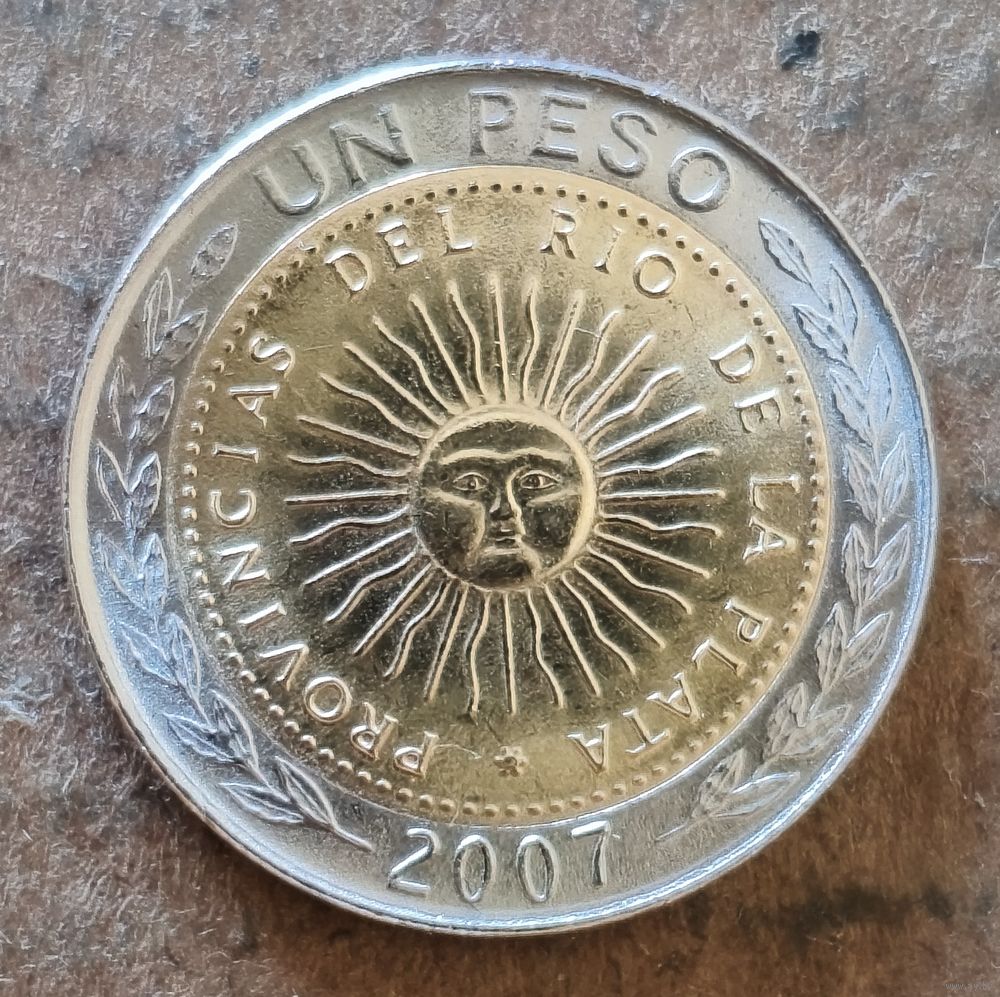 UN PESO
PROVINCIAS DEL RIO DE LA PLATA
2007